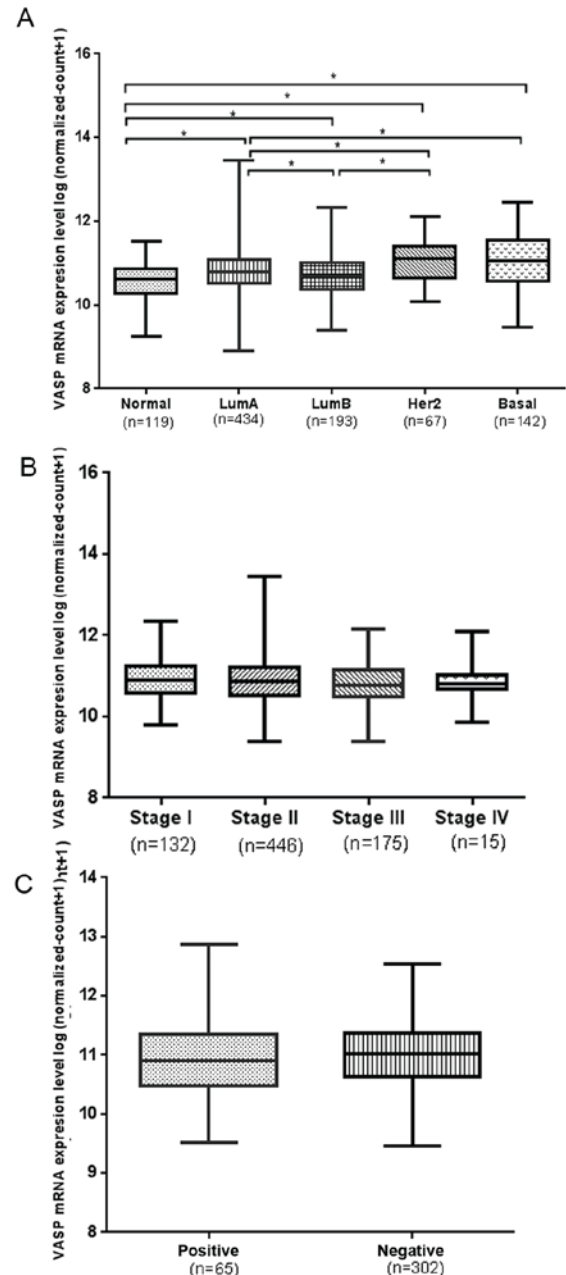 A
VASP mRNA expression level log (normalized-count+1)
16
14
12
10
8
*
*
*
*
*
*
*
*
Normal LumA LumB Her2 Basal
(n=119) (n=434) (n=193) (n=67) (n=142)
B
VASP mRNA expresion level log (normalized-count+1)
16
14
12
10
8
Stage I Stage II Stage III Stage IV
(n=132) (n=446) (n=175) (n=15)
C
VASP mRNA expresion level log (normalized-count+1)
14
13
12
11
10
9
8
Positive Negative
(n=65) (n=302)